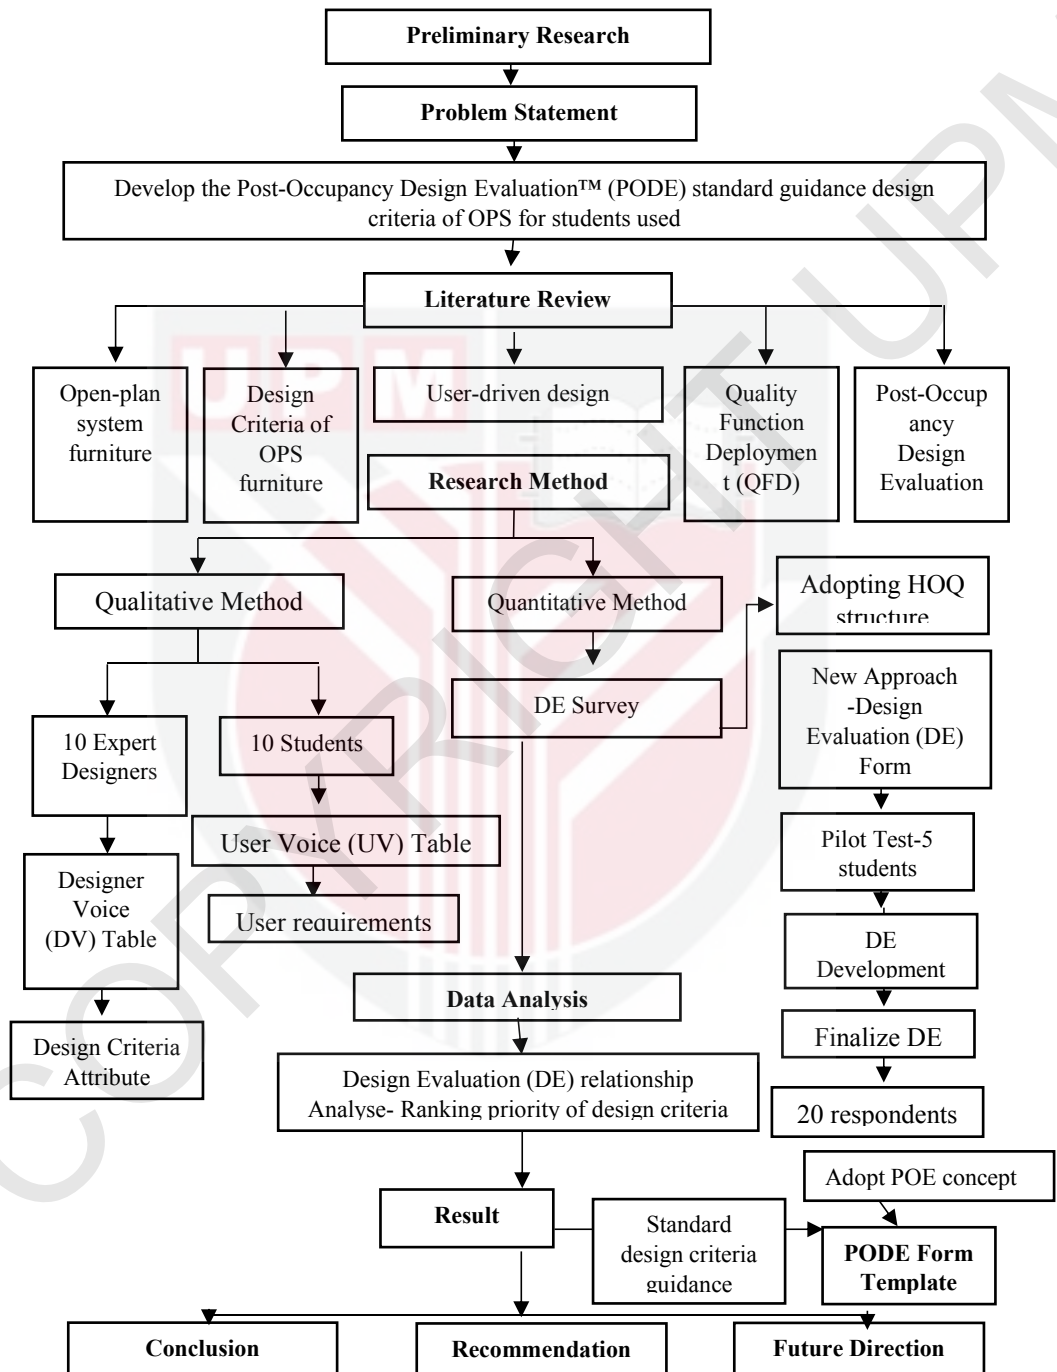 Preliminary Research
Problem Statement
Develop the Post-Occupancy Design Evaluation™ (PODE) standard guidance design
criteria of OPS for students used
Literature Review
Open-plan
system
furniture
Design
Criteria of
OPS
furniture
User-driven design
Quality
Function
Deploymen
t (QFD)
Post-Occup
ancy
Design
Evaluation
UPM
Research Method
Qualitative Method
Quantitative Method
Adopting HOQ
structure
DE Survey
New Approach
-Design
Evaluation (DE)
Form
10 Expert
Designers
10 Students
Pilot Test-5
students
User Voice (UV) Table
Designer
Voice
(DV) Table
User requirements
DE
Development
Data Analysis
Finalize DE
Design Criteria
Attribute
Design Evaluation (DE) relationship
Analyse- Ranking priority of design criteria
20 respondents
Adopt POE concept
Result
Standard
design criteria
guidance
PODE Form
Template
Conclusion
Recommendation
Future Direction
COPYRIGHT UPM